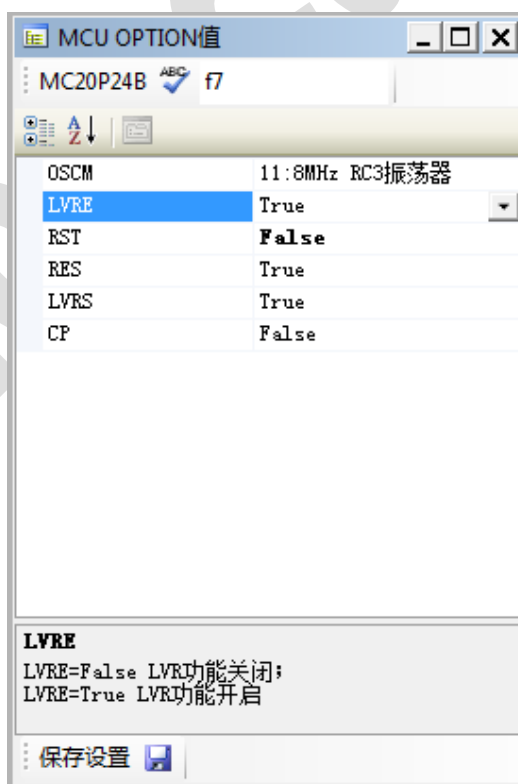 MCU OPTION值
MC20P24B ABC f7
OSCM 11:8MHz RC3振荡器
LVRE True
RST False
RES True
LVRS True
CP False
LVRE
LVRE=False LVR功能关闭;
LVRE=True LVR功能开启
保存设置